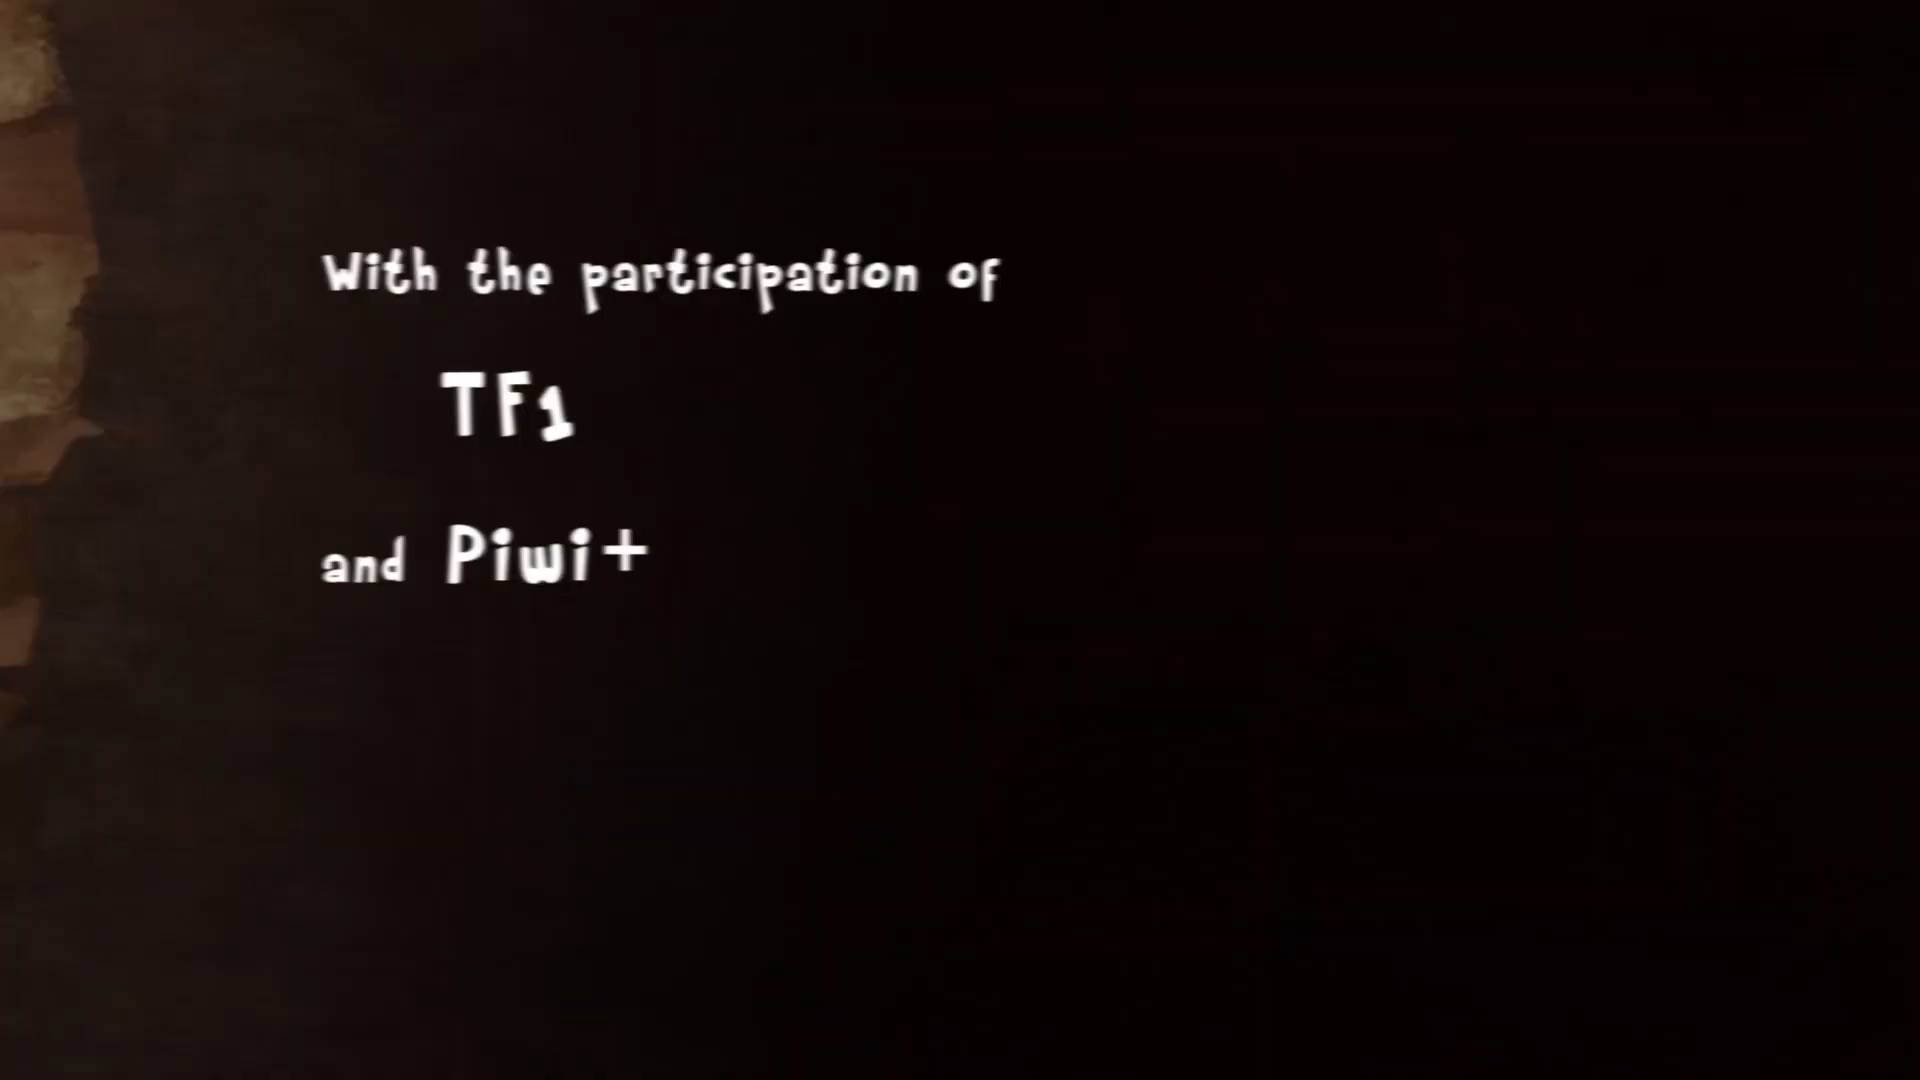 With the participation of
TF1
and Piwi+